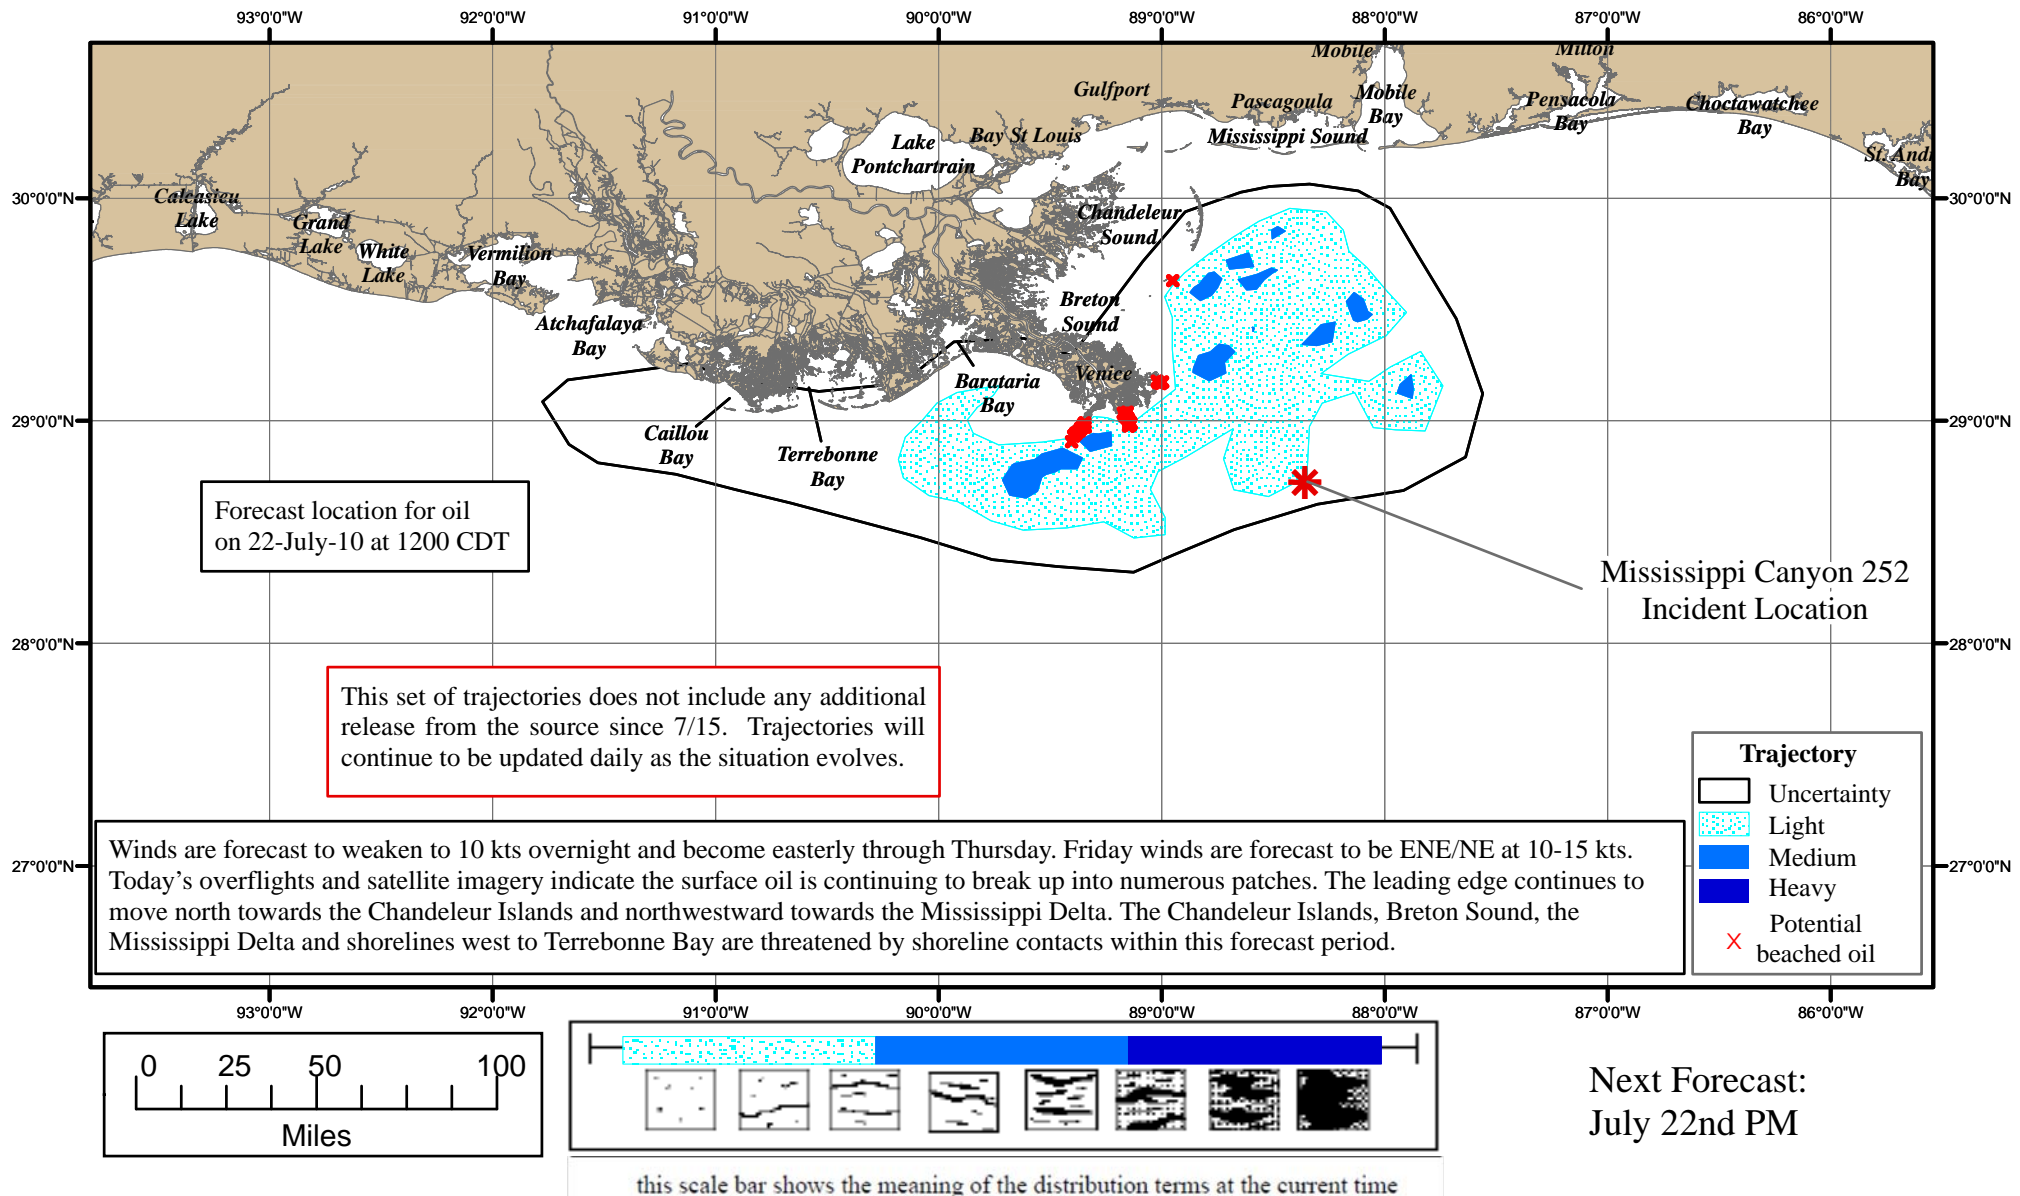 93°0'0"W 92°0'0"W 91°0'0"W 90°0'0"W 89°0'0"W 88°0'0"W 87°0'0"W 86°0'0"W
Mobile
Milton
Gulfport
Pascagoula
Mobile
Bay
Pensacola
Bay
Choctawatchee
Bay
Mississippi Sound
Bay St Louis
Lake
Pontchartrain
St. And
Bay
30°0'0"N
30°0'0"N
Calcasieu
Lake
Grand
Lake
White
Lake
Vermilion
Bay
Chandeleur
Sound
Breton
Sound
Atchafalaya
Bay
Venice
Barataria
Bay
29°0'0"N
29°0'0"N
Caillou
Bay
Terrebonne
Bay
Forecast location for oil
on 22-July-10 at 1200 CDT
Mississippi Canyon 252
Incident Location
28°0'0"N
28°0'0"N
This set of trajectories does not include any additional
release from the source since 7/15. Trajectories will
continue to be updated daily as the situation evolves.
Trajectory
Uncertainty
Light
Medium
Heavy
Potential
beached oil
27°0'0"N
27°0'0"N
Winds are forecast to weaken to 10 kts overnight and become easterly through Thursday. Friday winds are forecast to be ENE/NE at 10-15 kts.
Today's overflights and satellite imagery indicate the surface oil is continuing to break up into numerous patches. The leading edge continues to
move north towards the Chandeleur Islands and northwestward towards the Mississippi Delta. The Chandeleur Islands, Breton Sound, the
Mississippi Delta and shorelines west to Terrebonne Bay are threatened by shoreline contacts within this forecast period.
93°0'0"W 92°0'0"W 91°0'0"W 90°0'0"W 89°0'0"W 88°0'0"W 87°0'0"W 86°0'0"W
0 25 50 100
Miles
Next Forecast:
July 22nd PM
this scale bar shows the meaning of the distribution terms at the current time